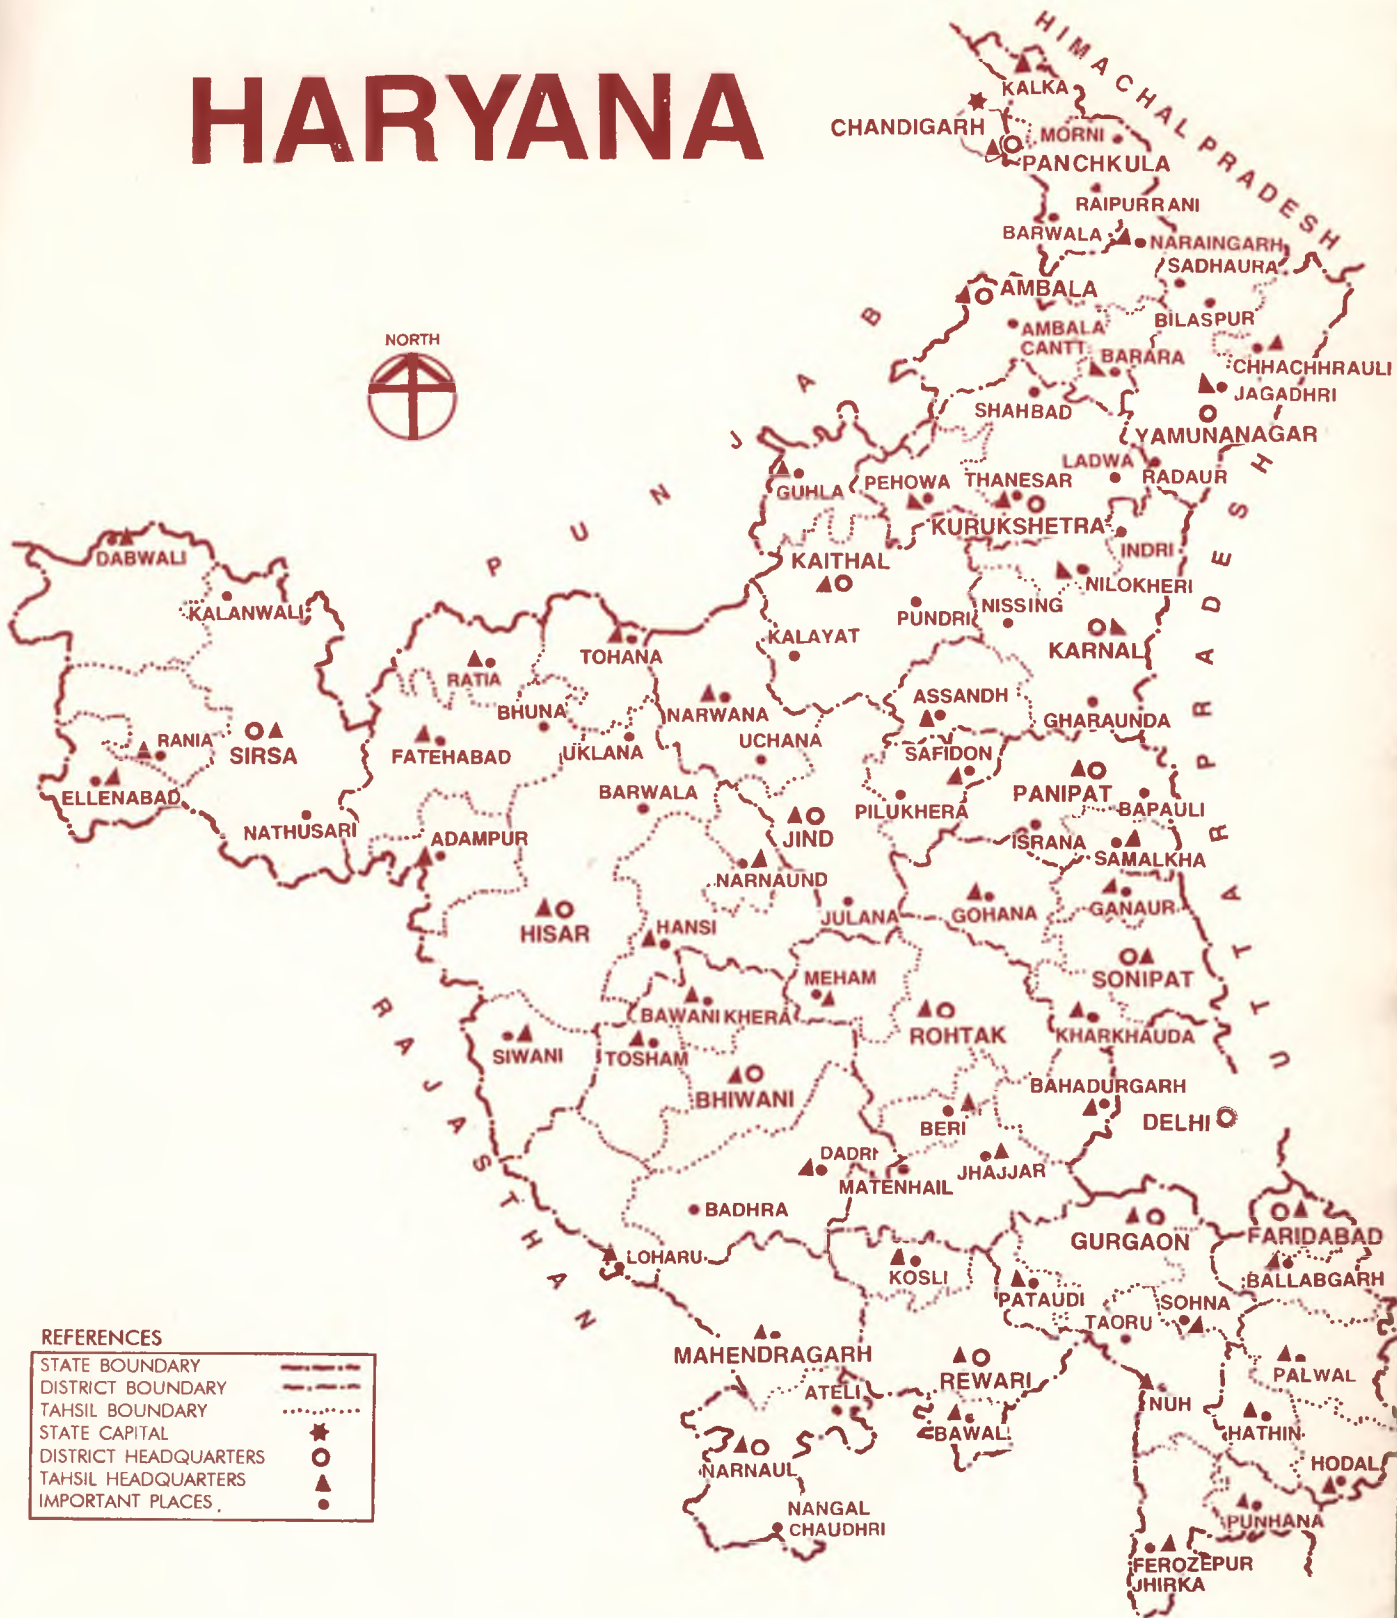 HARYANA
HIMACHAL PRADESH
KALKA
CHANDIGARH
MORNI
PANCHKULA
RAIPURRANI
BARWALA
NARAINGARH
SADHAURA
AMBALA
BILASPUR
AMBALA
CANTT
BARARA
CHHACHHRAULI
JAGADHRI
SHAHBAD
YAMUNANAGAR
NORTH
PUNJAB
LADWA
RADAUR
GUHLA
PEHOWA
THANESAR
KURUKSHETRA
INDRI
UTTAR PRADESH
DABWALI
KAITHAL
NILOKHERI
KALANWALI
PUNDRI
NISSING
KALAYAT
KARNAL
TOHANA
RATIA
ASSANDH
BHUNA
NARWANA
GHARAUNDA
RANIA
SIRSA
FATEHABAD
UKLANA
UCHANA
SAFIDON
ELLENABAD
BARWALA
PANIPAT
BAPAULI
PILUKHERA
NATHUSARI
ADAMPUR
JIND
ISRANA
SAMALKHA
NARNAUND
JULANA
GOHANA
GANAUR
HISAR
HANSI
MEHAM
SONIPAT
BAWANI KHERA
ROHTAK
KHARKHAUDA
RAJASTHAN
SIWANI
TOSHAM
BHIWANI
BAHADURGARH
BERI
DELHI
DADRI
JHAJJAR
MATENHAIL
BADHRA
GURGAON
FARIDABAD
LOHARU
KOSLI
BALLABGARH
PATAUDI
SOHNA
TAORU
MAHENDRAGARH
REWARI
PALWAL
ATELI
NUH
BAWAL
HATHIN
NARNAUL
HODAL
NANGAL
CHAUDHRI
PUNHANA
FEROZEPUR
JHIRKA
REFERENCES
STATE BOUNDARY
DISTRICT BOUNDARY
TAHSIL BOUNDARY
STATE CAPITAL
DISTRICT HEADQUARTERS
TAHSIL HEADQUARTERS
IMPORTANT PLACES